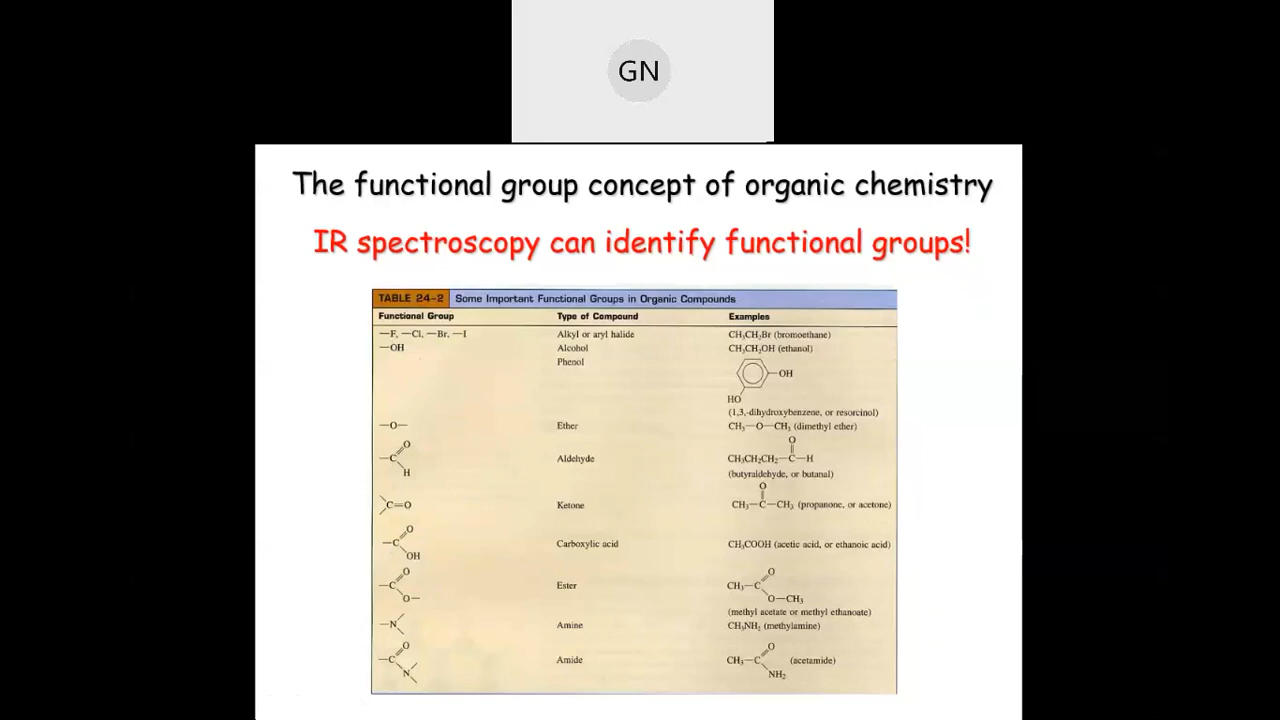 GN
The functional group concept of organic chemistry
IR spectroscopy can identify functional groups!
TABLE 24-2 Some Important Functional Groups in Organic Compounds
Functional Group Type of Compound Examples
—F, —Cl, —Br, —I Alkyl or aryl halide CH₃CH₂Br (bromoethane)
—OH Alcohol CH₃CH₂OH (ethanol)
Phenol
OH
HO
(1,3,-dihydroxybenzene, or resorcinol)
—O— Ether CH₃—O—CH₃ (dimethyl ether)
O O
—C Aldehyde CH₃CH₂CH₂—C—H
H (butyraldehyde, or butanal)
O
C=O Ketone CH₃—C—CH₃ (propanone, or acetone)
O
—C Carboxylic acid CH₃COOH (acetic acid, or ethanoic acid)
OH
O O
—C Ester CH₃—C
O— O—CH₃
(methyl acetate or methyl ethanoate)
—N Amine CH₃NH₂ (methylamine)
O O
—C Amide CH₃—C (acetamide)
N NH₂